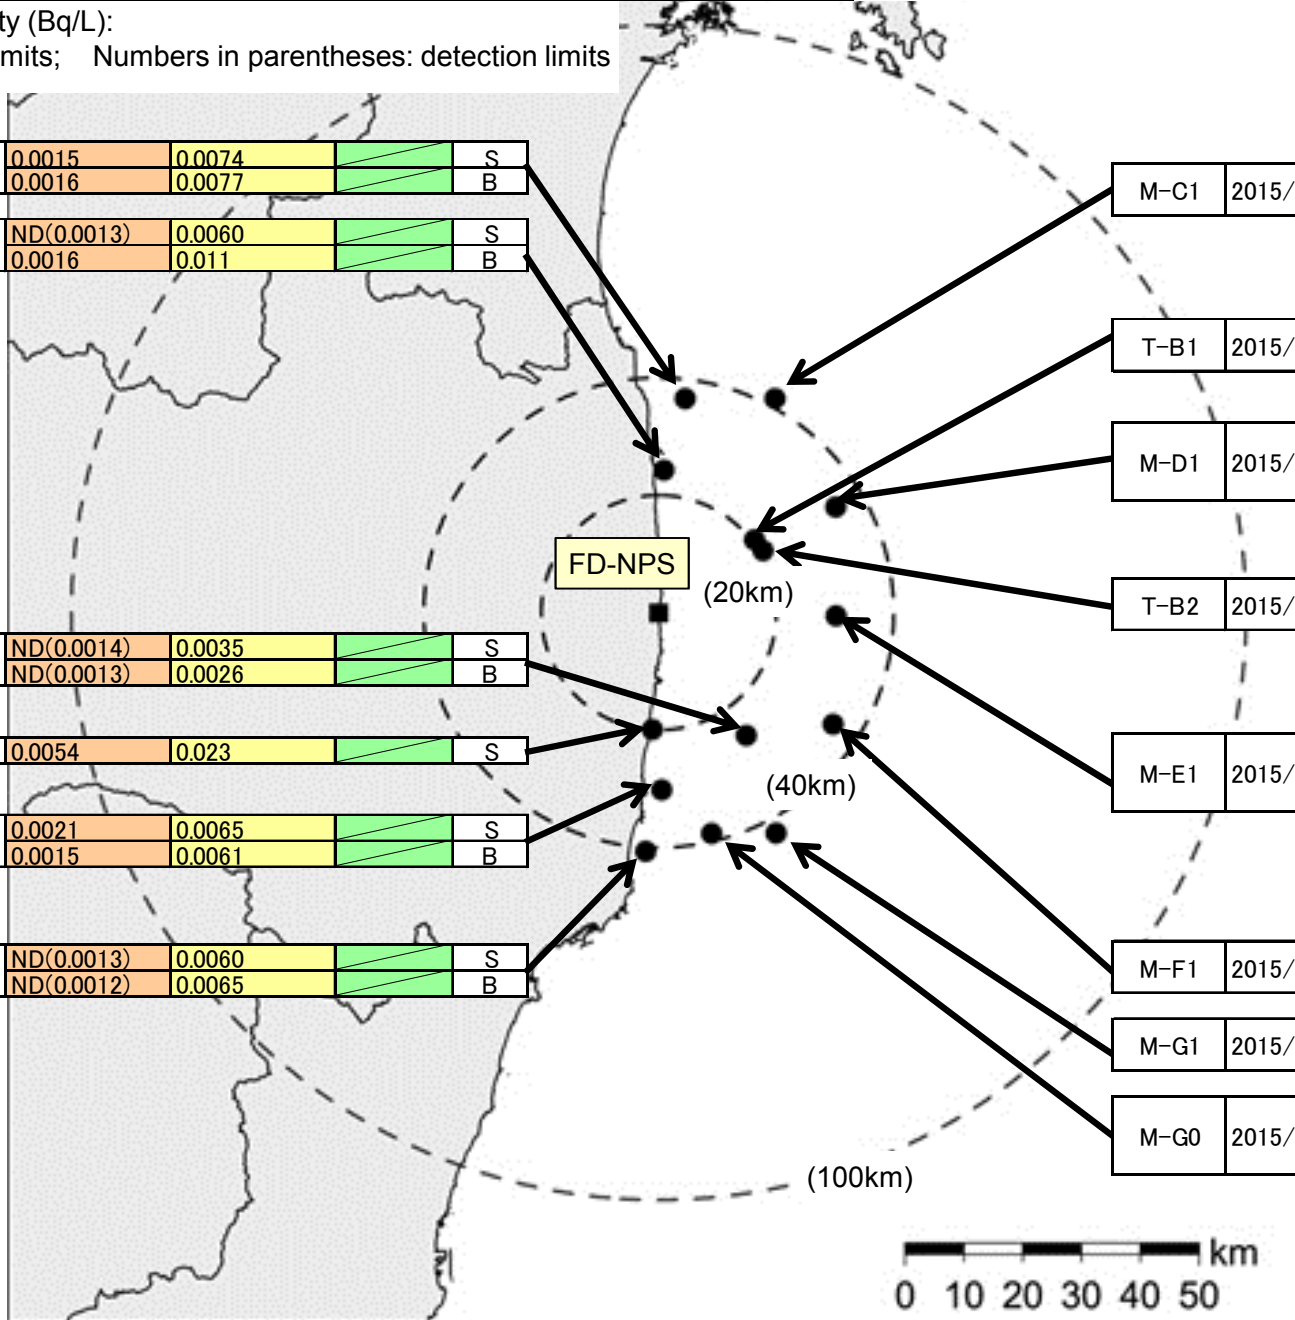 ty (Bq/L):
mits; Numbers in parentheses: detection limits
0.0015 0.0074 S
0.0016 0.0077 B
M-C1 2015/
ND(0.0013) 0.0060 S
0.0016 0.011 B
T-B1 2015/
M-D1 2015/
FD-NPS
(20km)
T-B2 2015/
ND(0.0014) 0.0035 S
ND(0.0013) 0.0026 B
0.0054 0.023 S
M-E1 2015/
(40km)
0.0021 0.0065 S
0.0015 0.0061 B
ND(0.0013) 0.0060 S
ND(0.0012) 0.0065 B
M-F1 2015/
M-G1 2015/
M-G0 2015/
(100km)
km
0 10 20 30 40 50